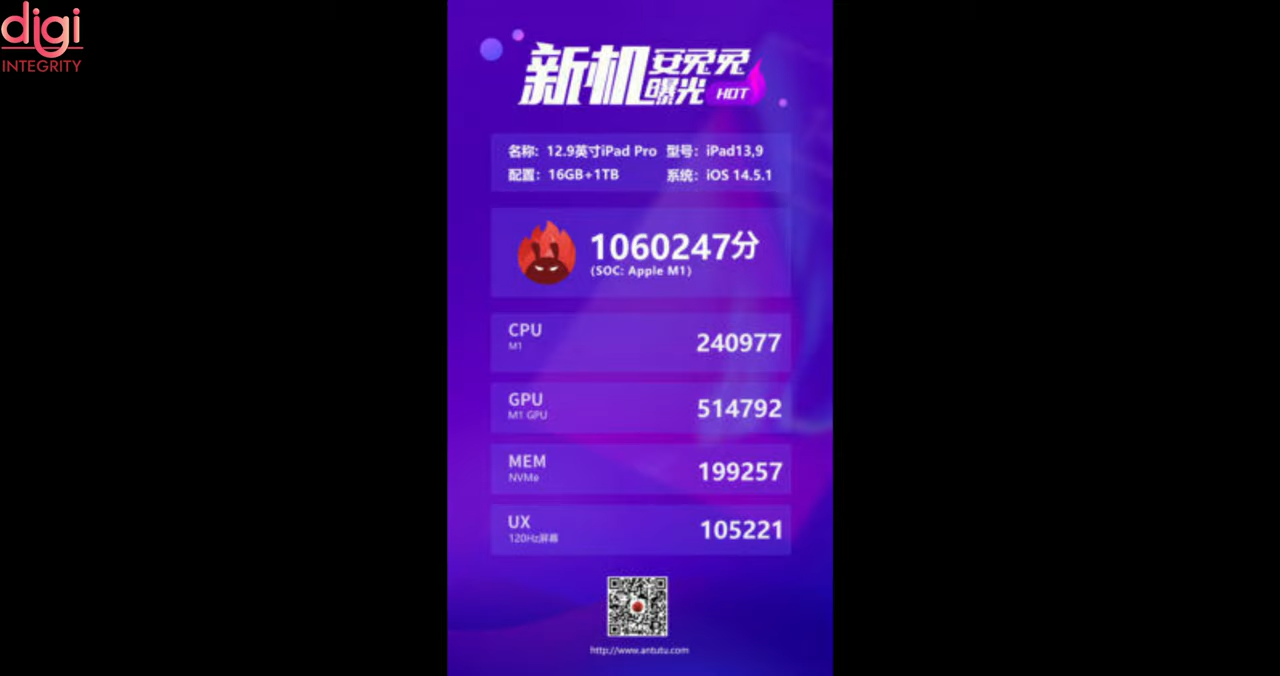 digi
INTEGRITY
新机 安兔兔
曝光 HOT
名称: 12.9英寸iPad Pro 型号: iPad13,9
配置: 16GB+1TB 系统: iOS 14.5.1
1060247分
(SOC: Apple M1)
CPU
M1
240977
GPU
M1 GPU
514792
MEM
NVMe
199257
UX
120Hz屏幕
105221
http://www.antutu.com